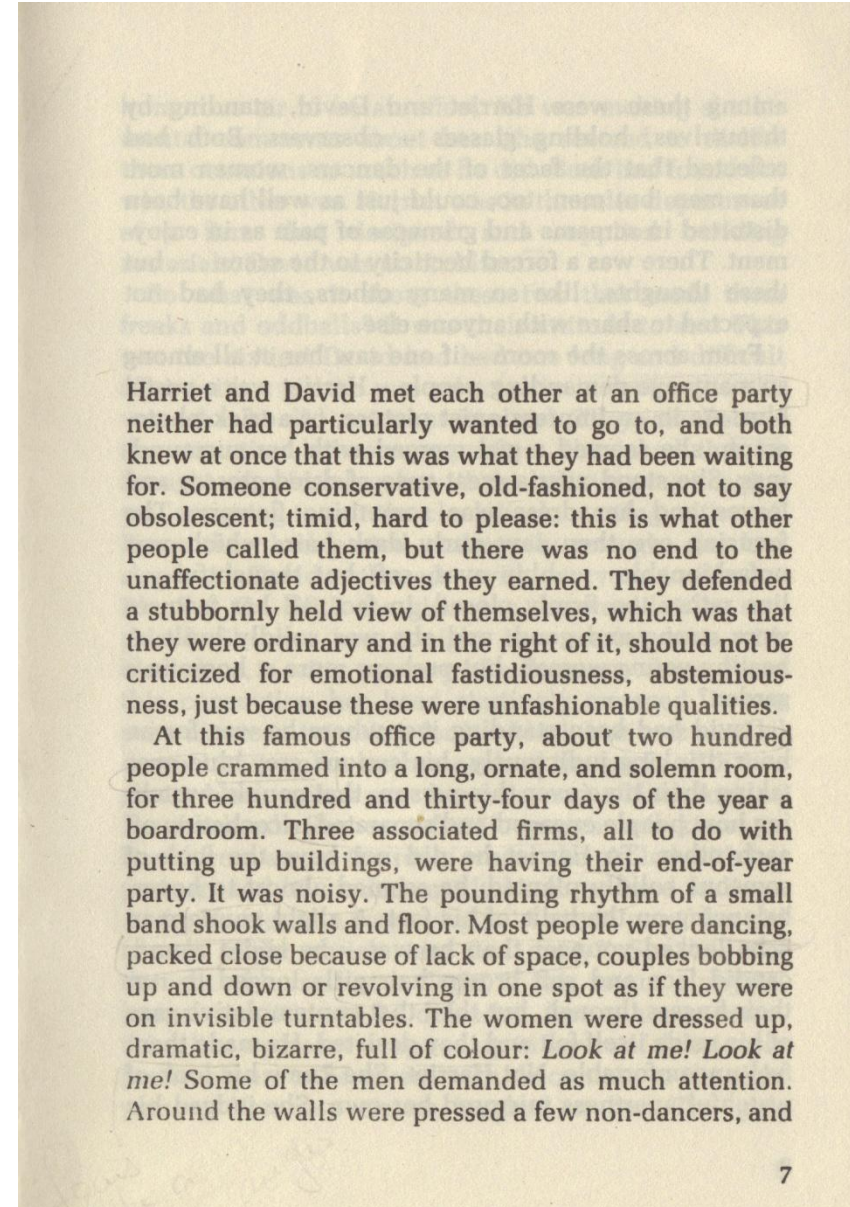 Harriet and David met each other at an office party
neither had particularly wanted to go to, and both
knew at once that this was what they had been waiting
for. Someone conservative, old-fashioned, not to say
obsolescent; timid, hard to please: this is what other
people called them, but there was no end to the
unaffectionate adjectives they earned. They defended
a stubbornly held view of themselves, which was that
they were ordinary and in the right of it, should not be
criticized for emotional fastidiousness, abstemious-
ness, just because these were unfashionable qualities.
At this famous office party, about two hundred
people crammed into a long, ornate, and solemn room,
for three hundred and thirty-four days of the year a
boardroom. Three associated firms, all to do with
putting up buildings, were having their end-of-year
party. It was noisy. The pounding rhythm of a small
band shook walls and floor. Most people were dancing,
packed close because of lack of space, couples bobbing
up and down or revolving in one spot as if they were
on invisible turntables. The women were dressed up,
dramatic, bizarre, full of colour: Look at me! Look at
me! Some of the men demanded as much attention.
Around the walls were pressed a few non-dancers, and
7